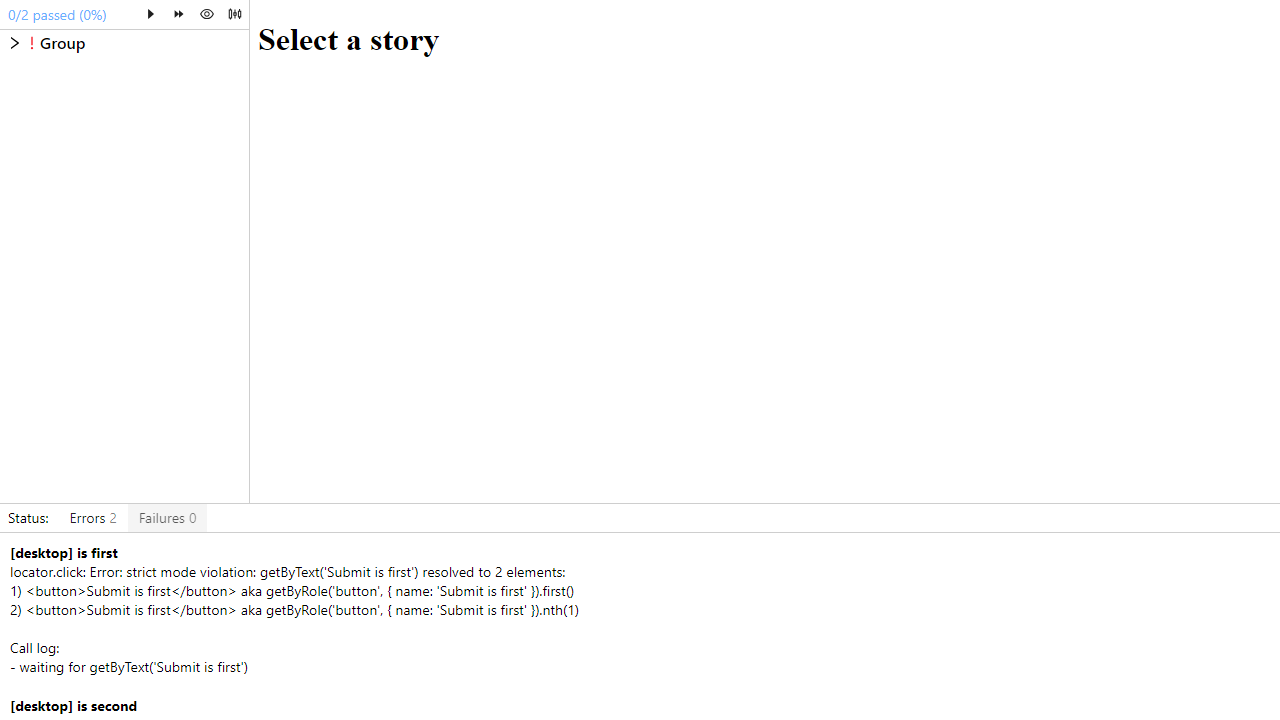 0/2 passed (0%)
! Group
Select a story
Status: Errors 2 Failures 0
[desktop] is first
locator.click: Error: strict mode violation: getByText('Submit is first') resolved to 2 elements:
1) <button>Submit is first</button> aka getByRole('button', { name: 'Submit is first' }).first()
2) <button>Submit is first</button> aka getByRole('button', { name: 'Submit is first' }).nth(1)
Call log:
- waiting for getByText('Submit is first')
[desktop] is second